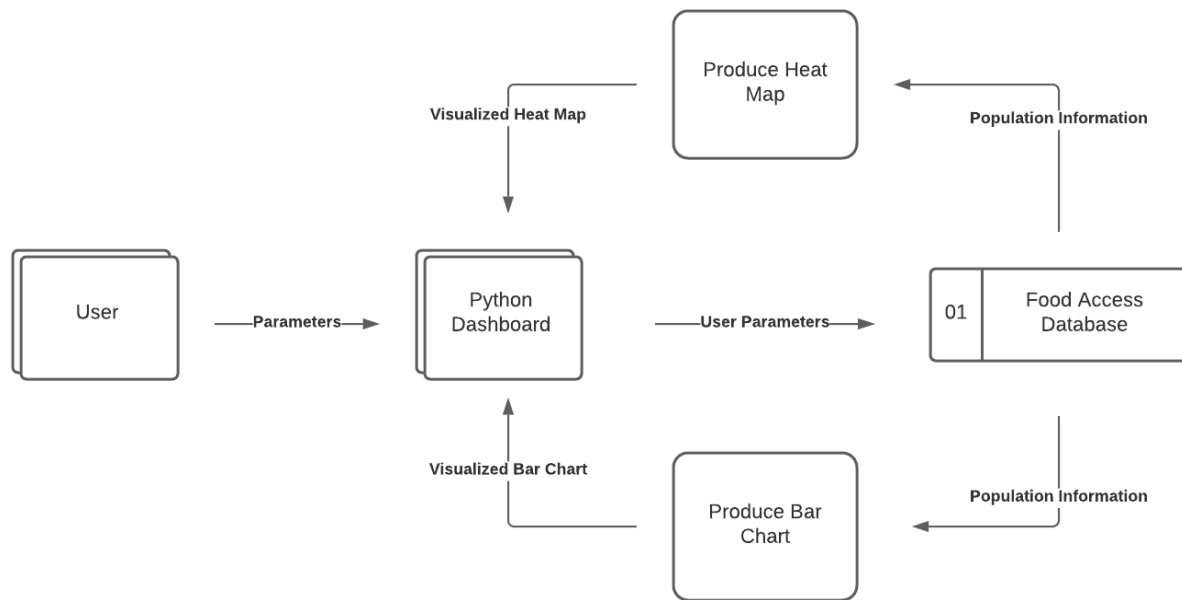 Produce Heat
Map
Visualized Heat Map
Population Information
User
Parameters
Python
Dashboard
User Parameters
01
Food Access
Database
Visualized Bar Chart
Produce Bar
Chart
Population Information